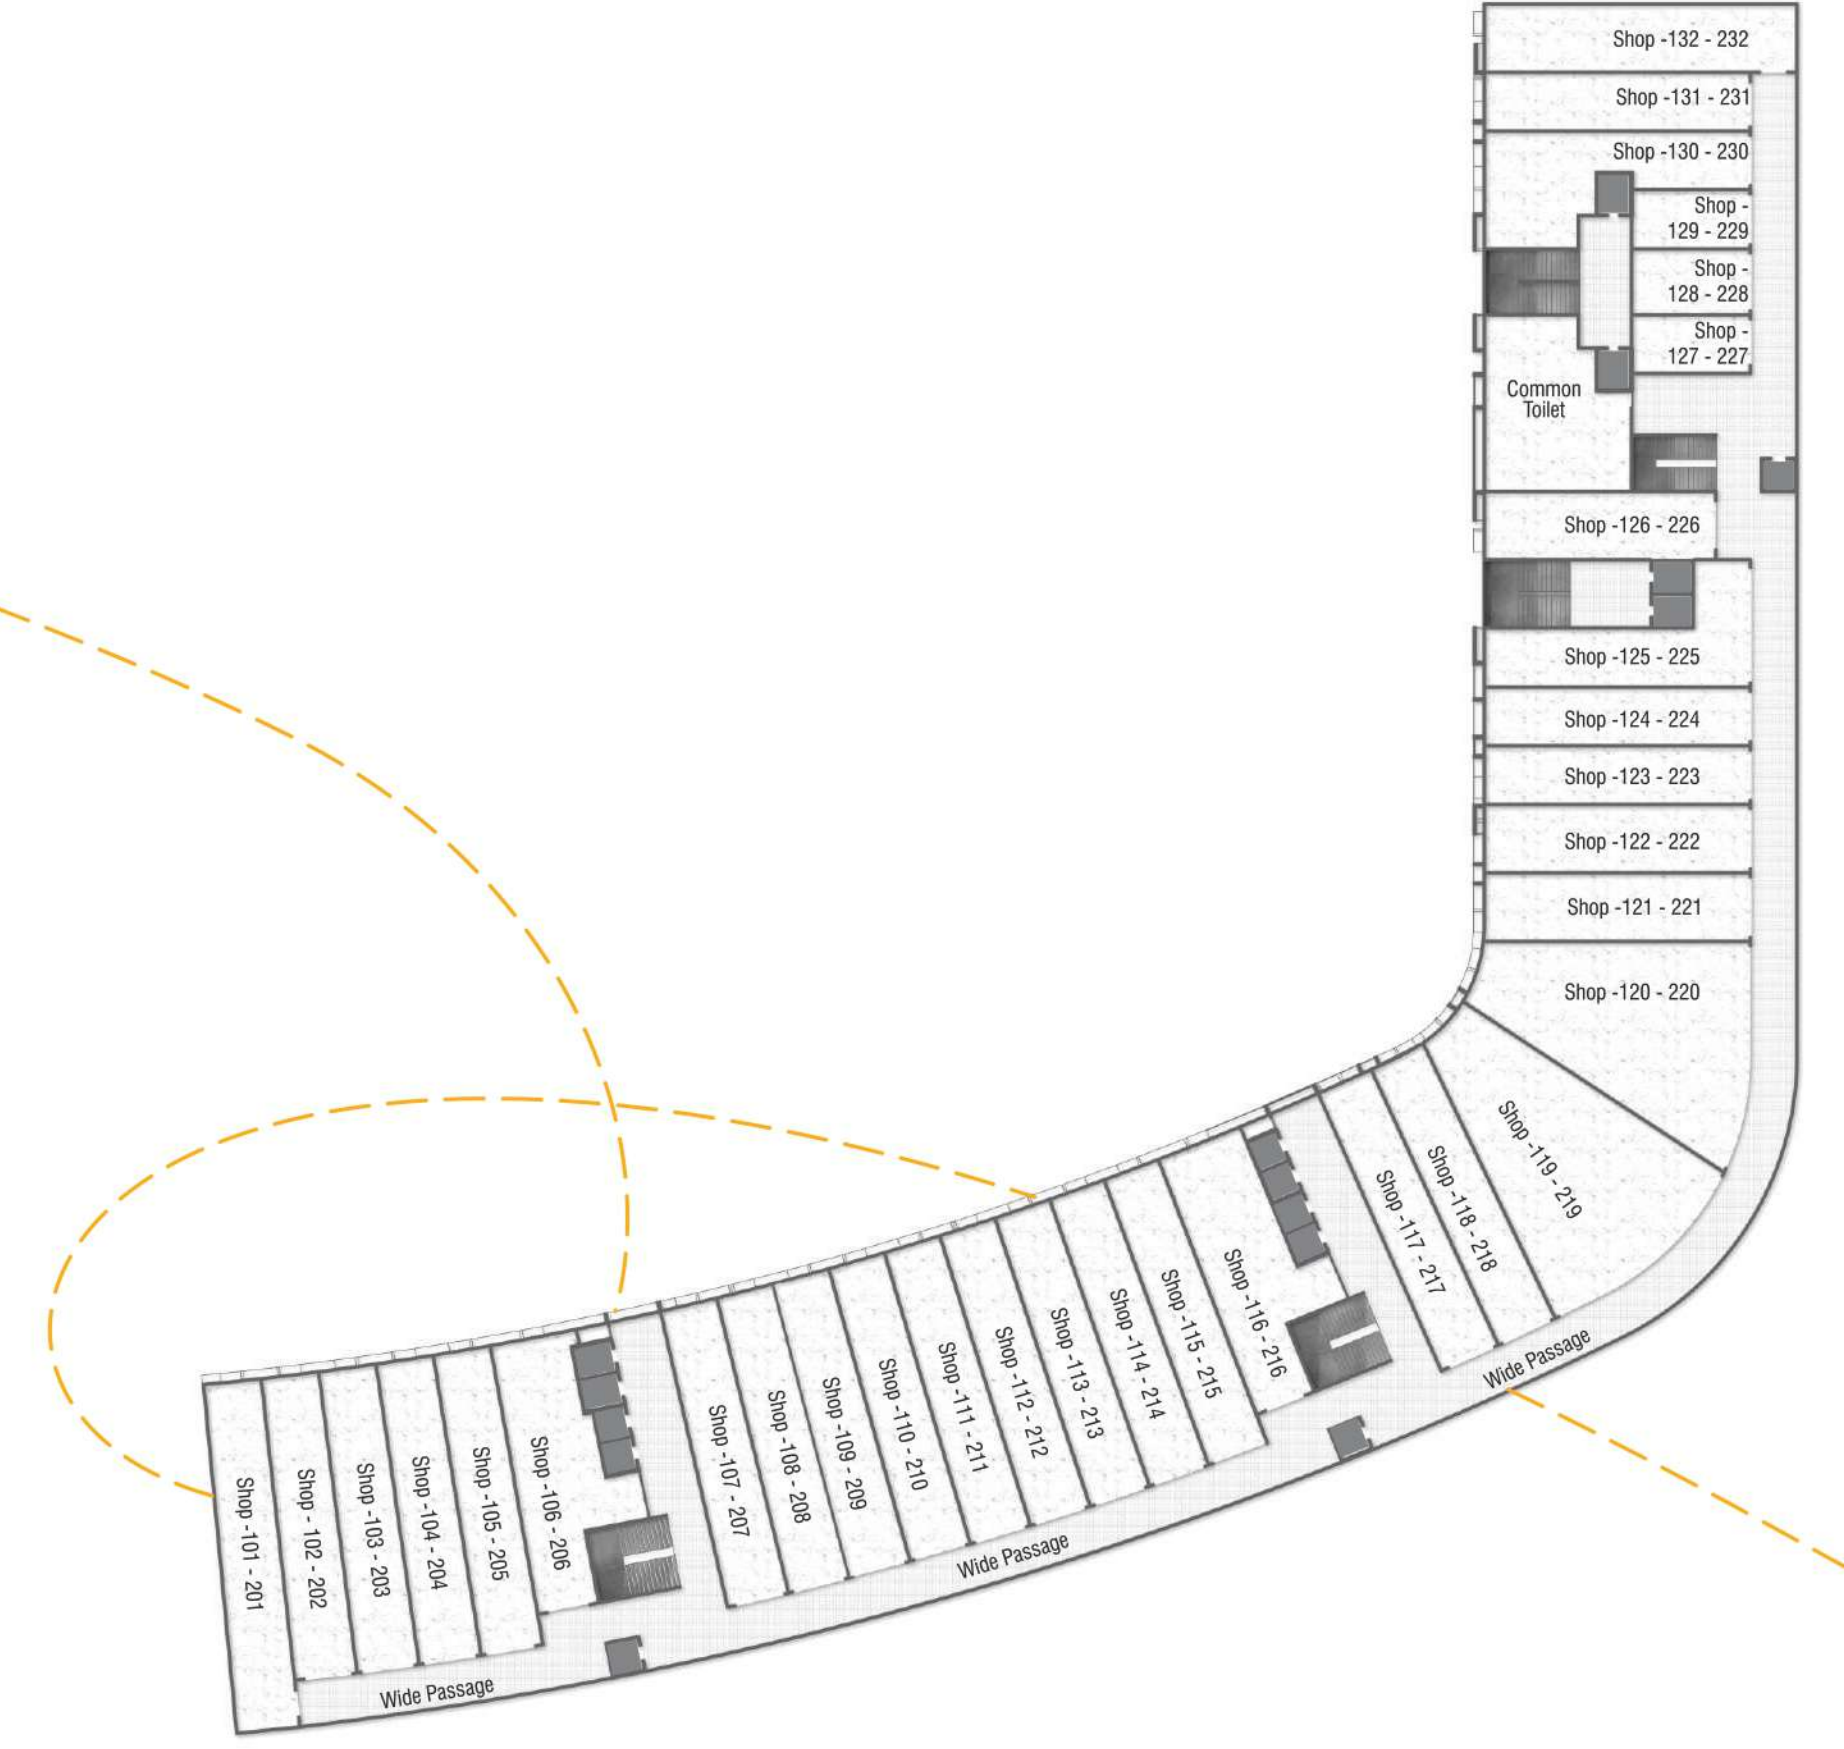 Shop -132 - 232
Shop -131 - 231
Shop -130 - 230
Shop -
129 - 229
Shop -
128 - 228
Shop -
127 - 227
Common
Toilet
Shop -126 - 226
Shop -125 - 225
Shop -124 - 224
Shop -123 - 223
Shop -122 - 222
Shop -121 - 221
Shop -120 - 220
Shop -119 - 219
Shop -118 - 218
Shop -117 - 217
Wide Passage
Shop -116 - 216
Shop -115 - 215
Shop -114 - 214
Shop -113 - 213
Shop -112 - 212
Shop -111 - 211
Shop -110 - 210
Shop -109 - 209
Shop -108 - 208
Shop -107 - 207
Wide Passage
Shop -106 - 206
Shop -105 - 205
Shop -104 - 204
Shop -103 - 203
Shop - 102 - 202
Shop -101 - 201
Wide Passage